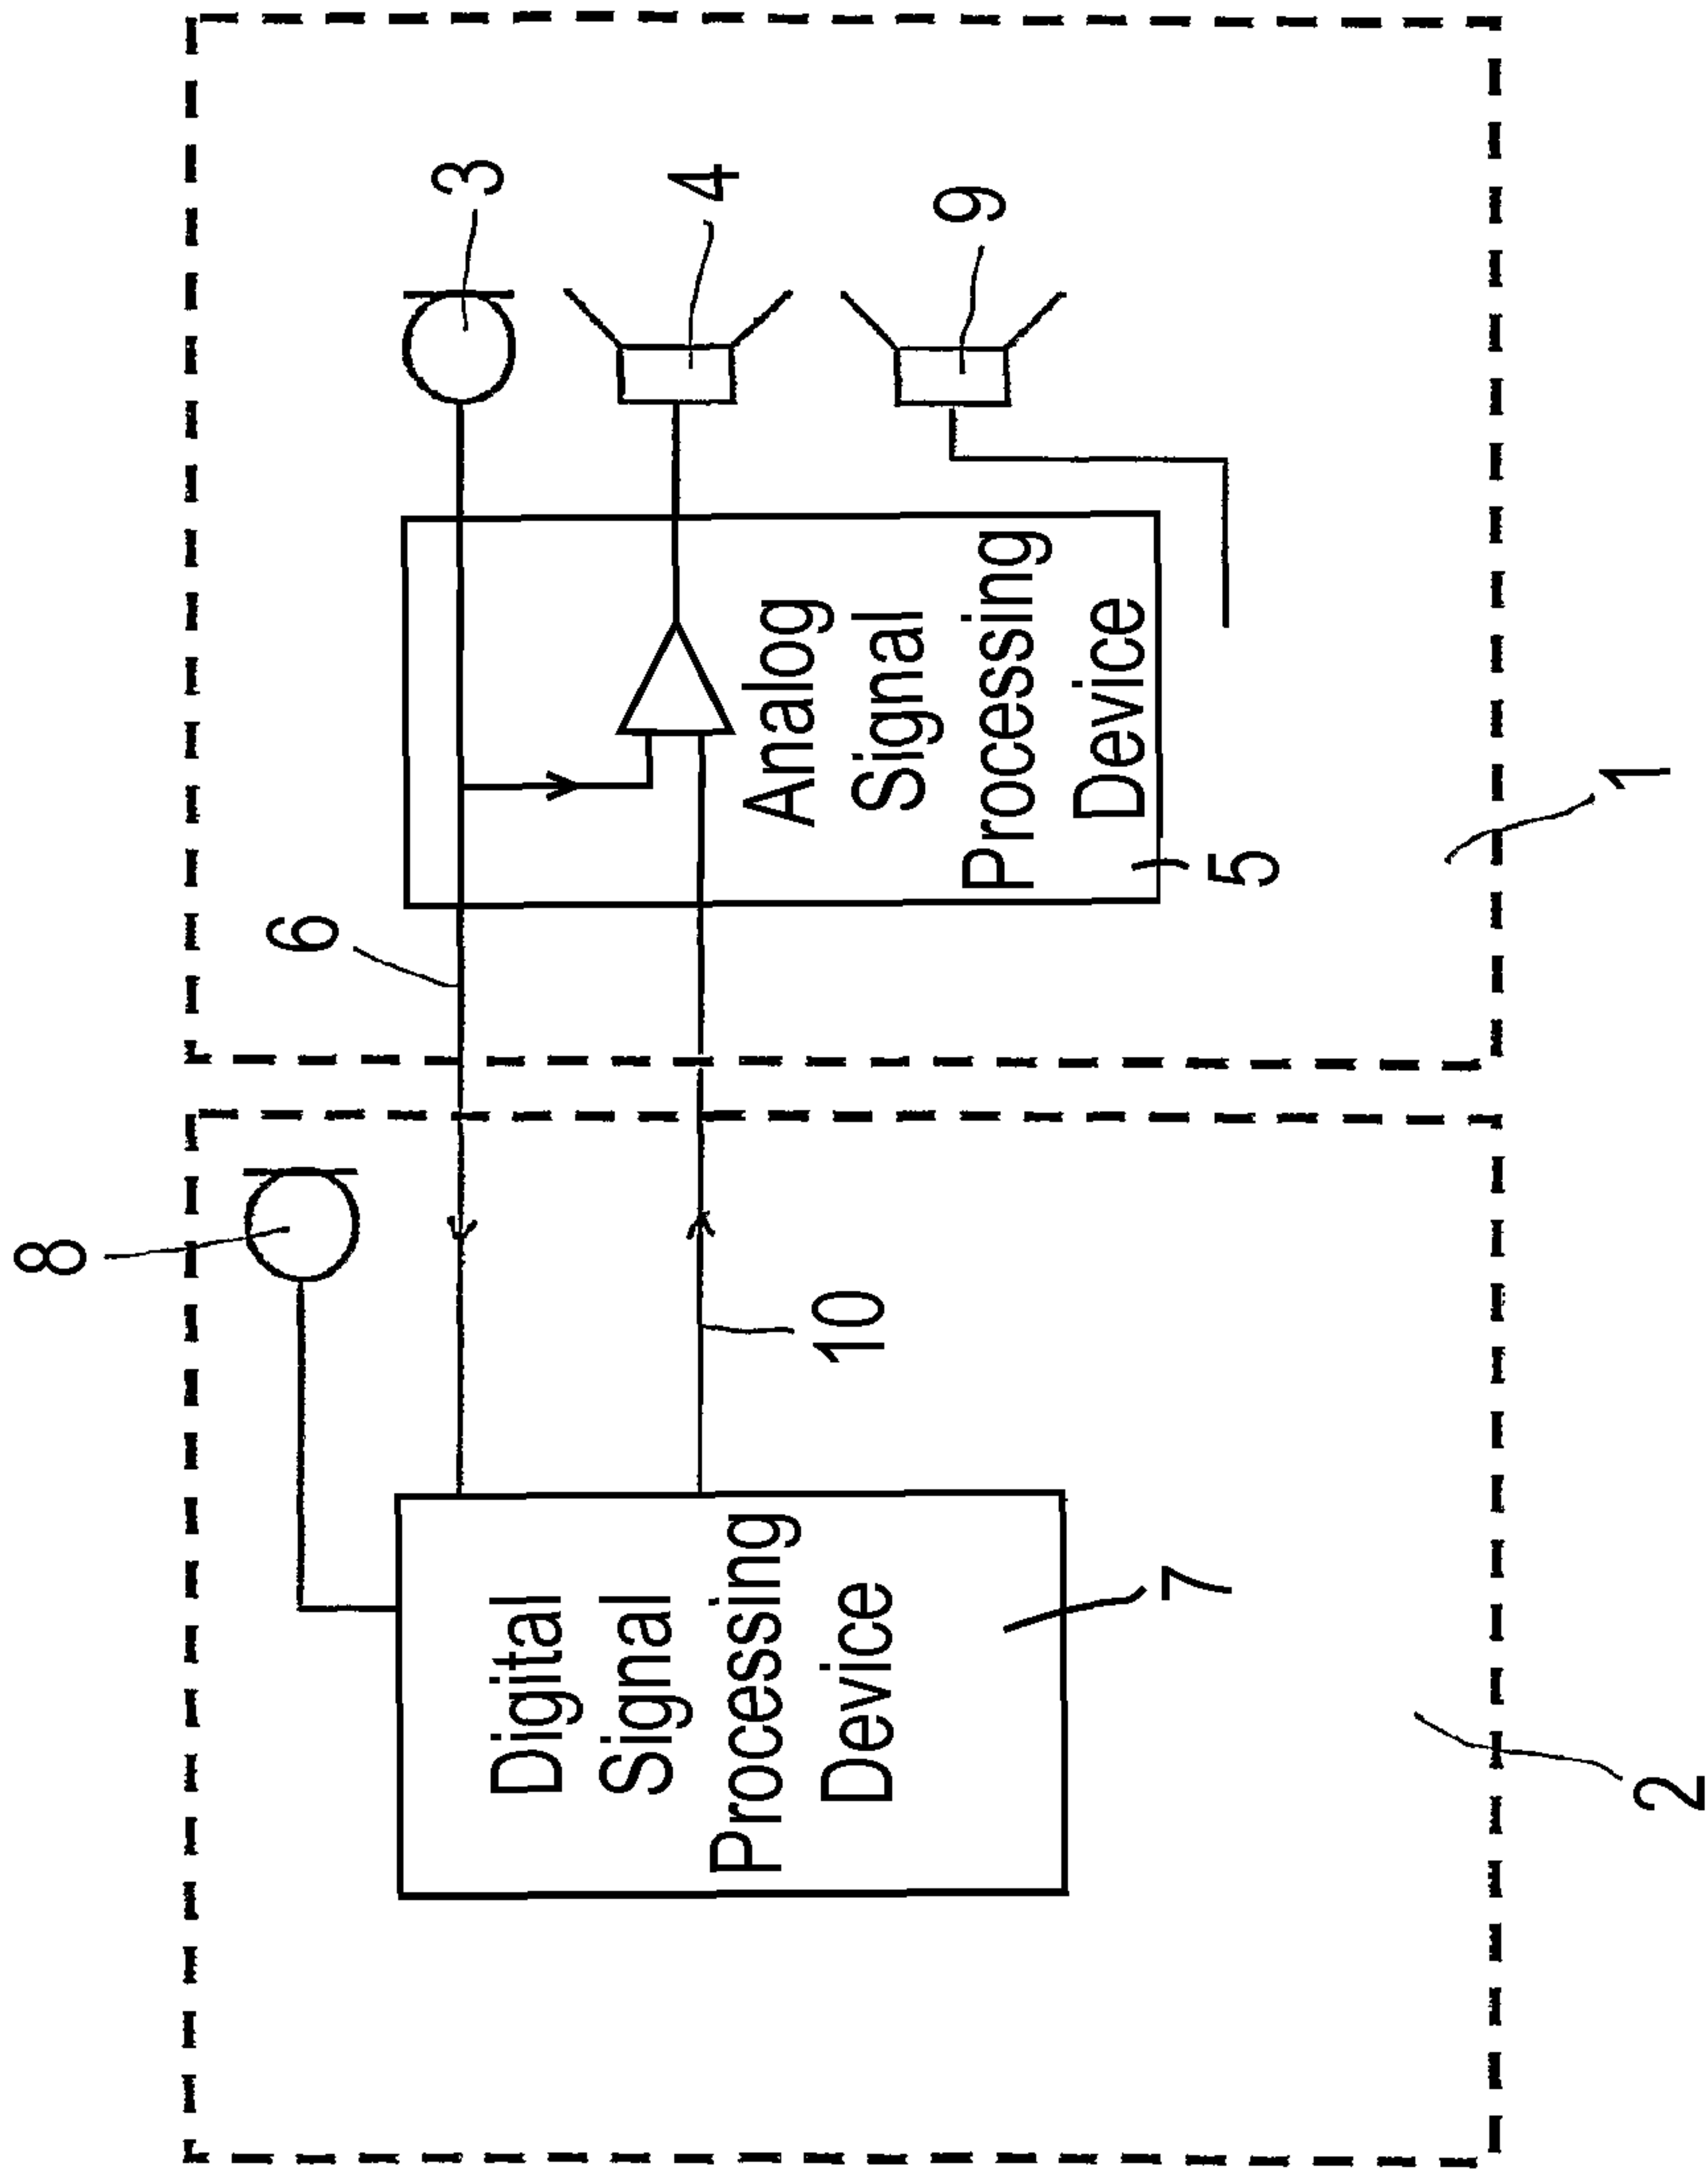 8
6
3
4
9
10
Digital
Signal
Processing
Device
7
Analog
Signal
Processing
Device
5
2
1